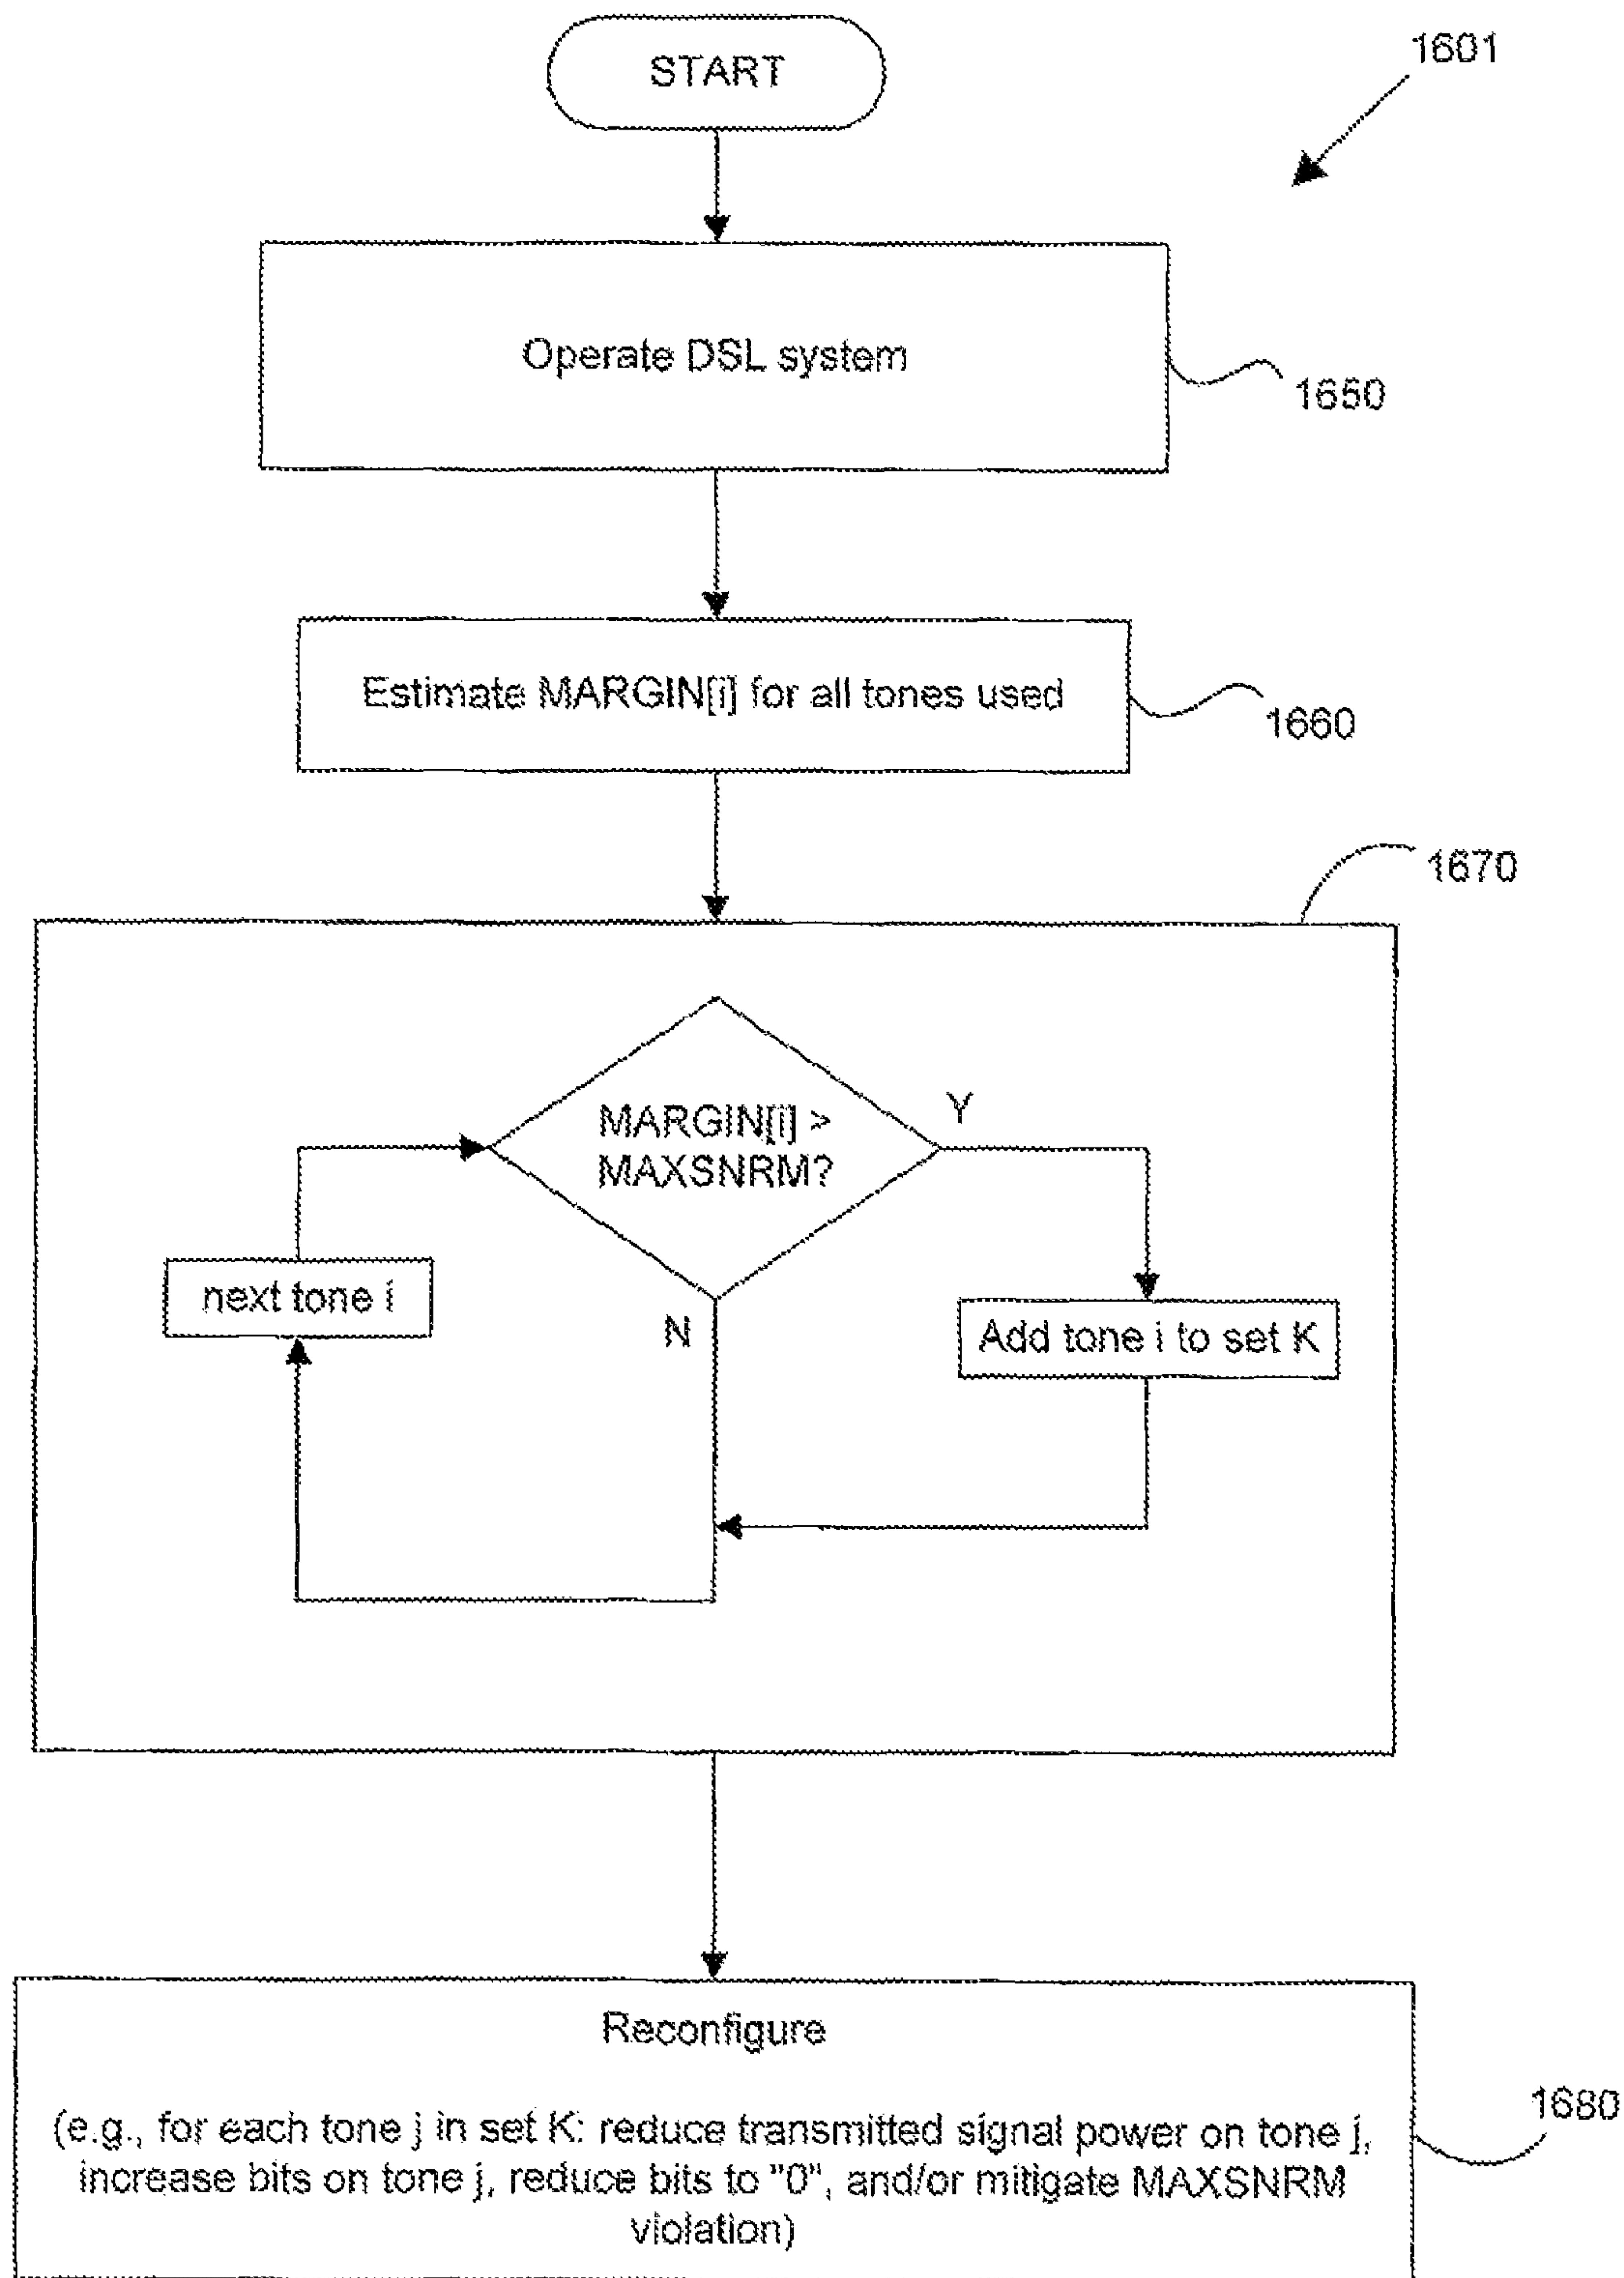 START
1601
Operate DSL system
1650
Estimate MARGIN[i] for all tones used
1660
1670
MARGIN[i] >
MAXSNRM?
Y
next tone i
N
Add tone i to set K
Reconfigure
1680
(e.g., for each tone j in set K: reduce transmitted signal power on tone j,
increase bits on tone j, reduce bits to "0", and/or mitigate MAXSNRM
violation)